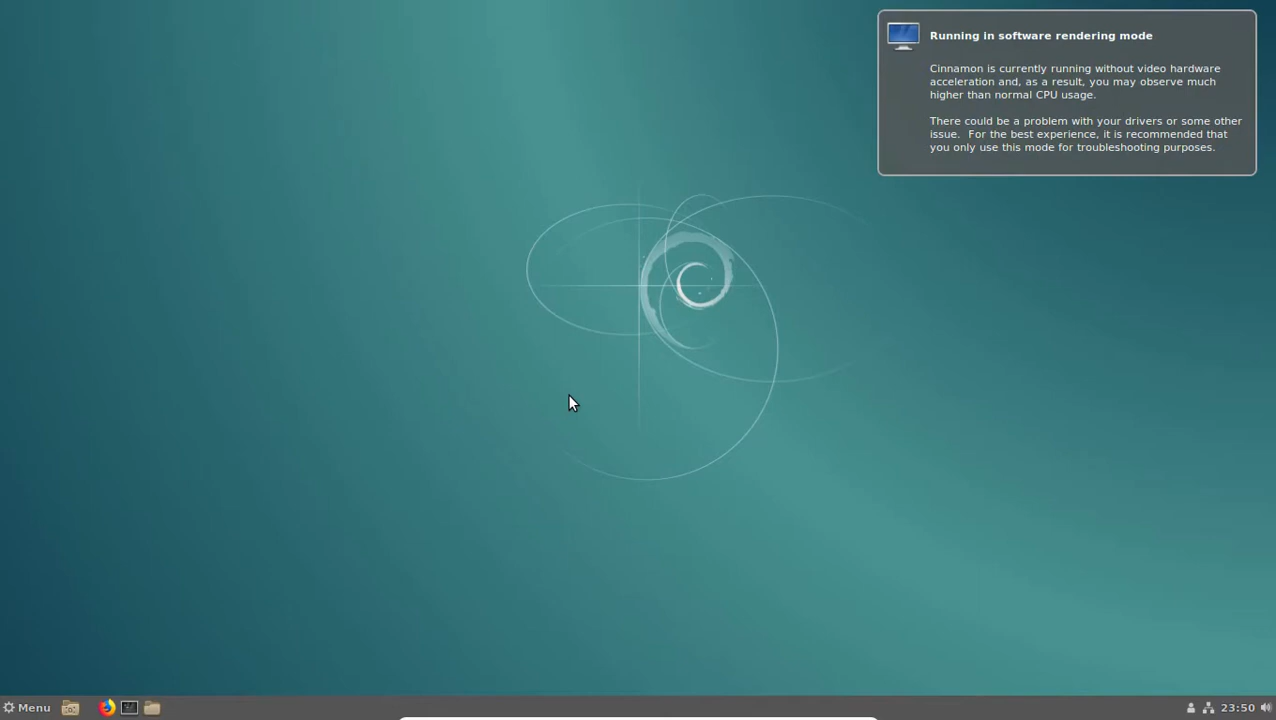 Running in software rendering mode
Cinnamon is currently running without video hardware
acceleration and, as a result, you may observe much
higher than normal CPU usage.
There could be a problem with your drivers or some other
issue.  For the best experience, it is recommended that
you only use this mode for troubleshooting purposes.
Menu
23:50